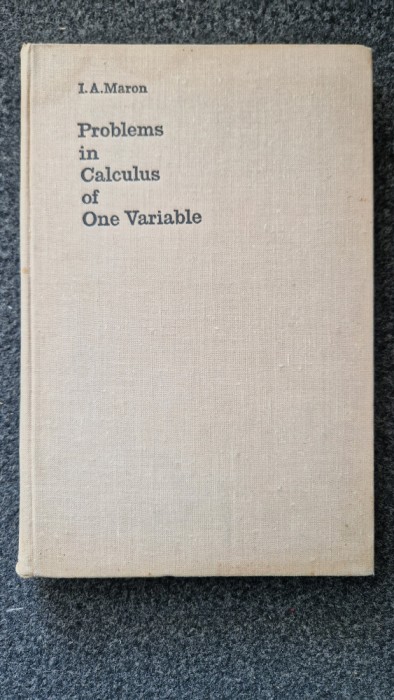 I.A.Maron
Problems
in
Calculus
of
One Variable